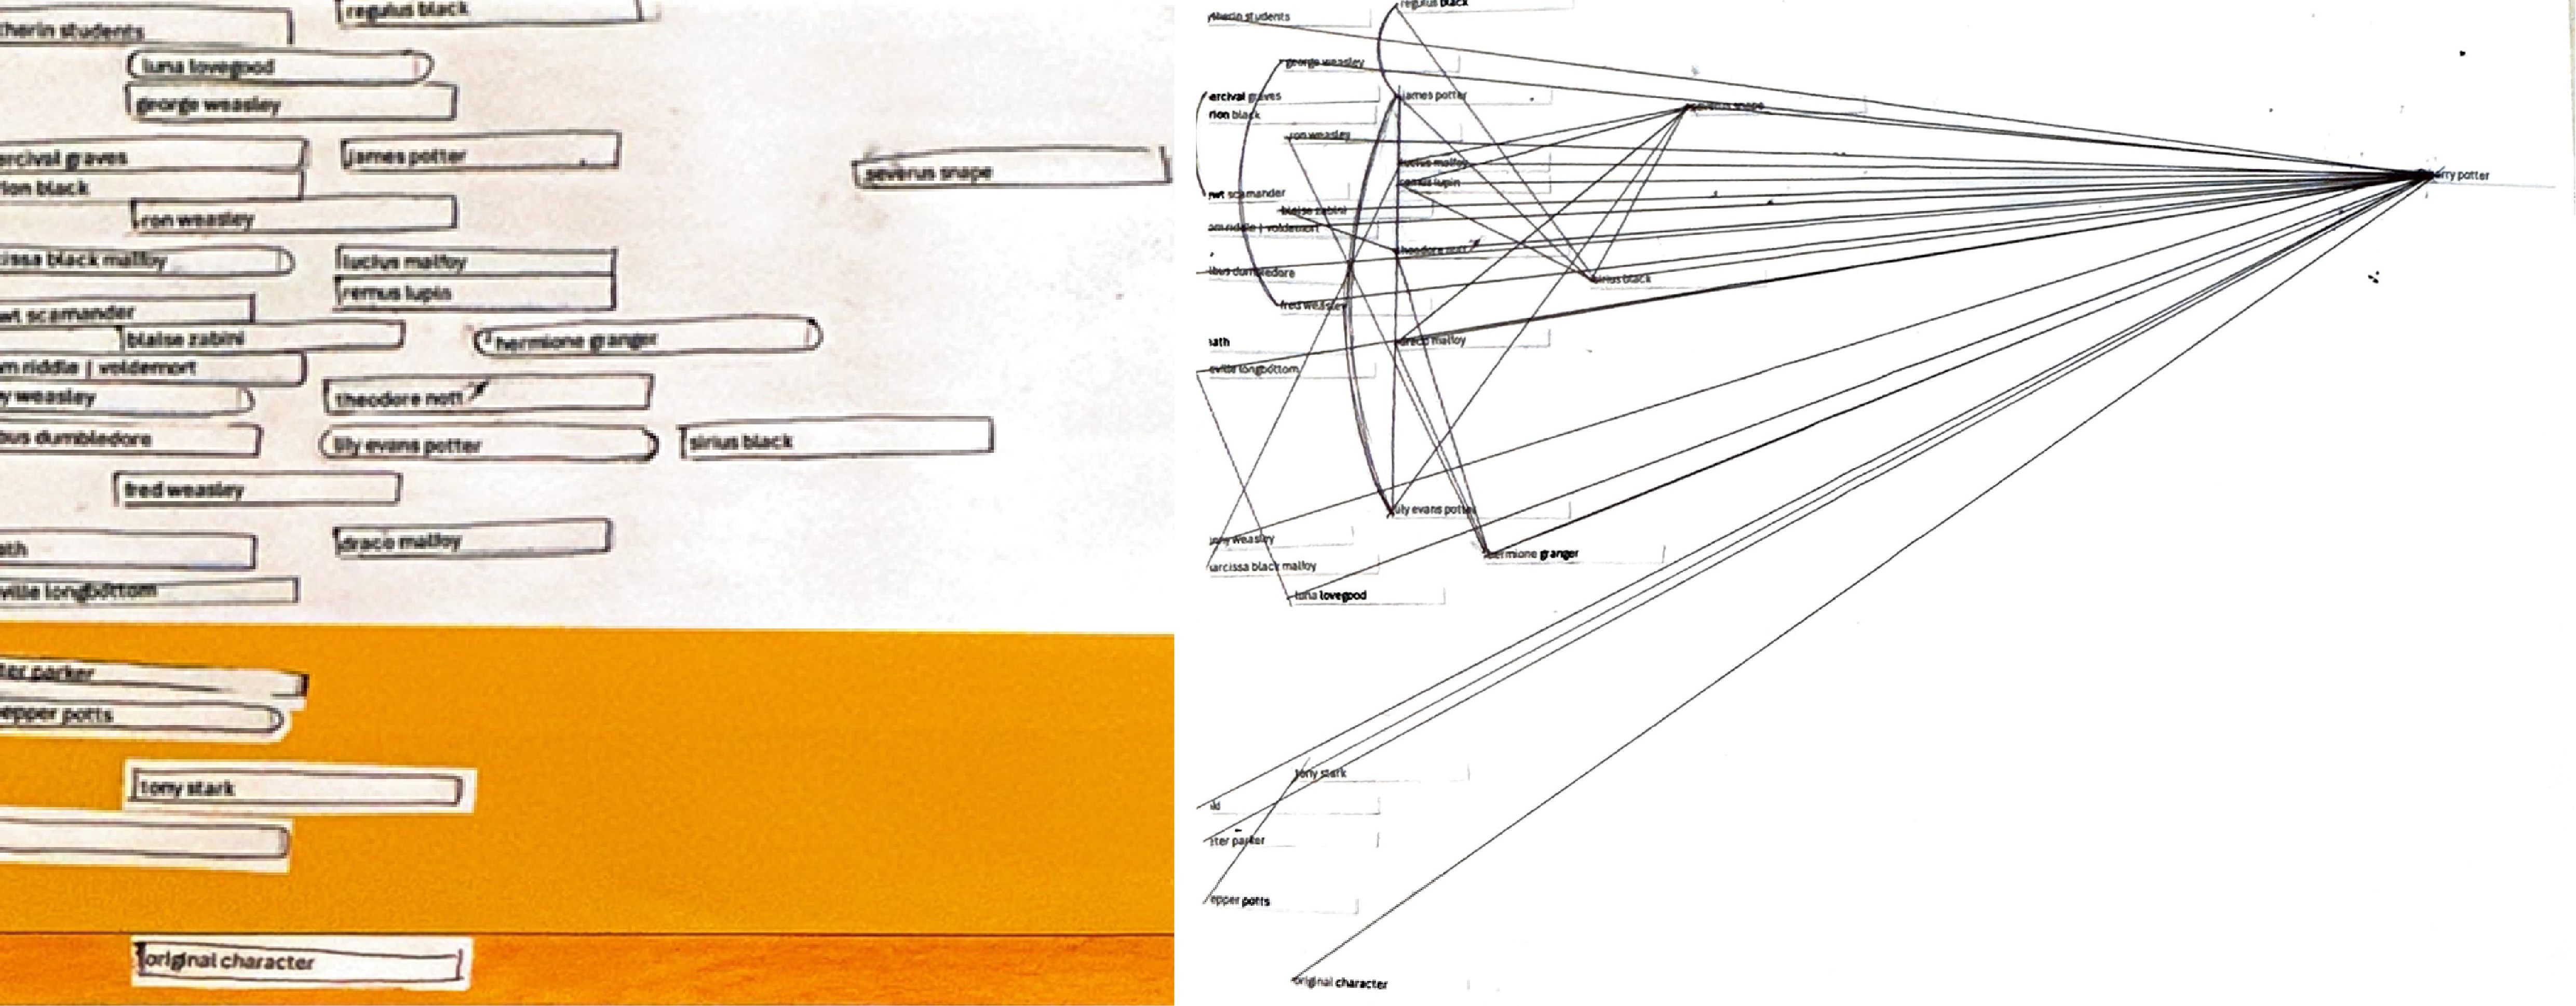 regulus black
therin students
luna lovegood
george weasley
ercival graves
james potter
severus snape
rion black
ron weasley
issa black malfoy
lucius malfoy
remus lupin
wt scamander
blaise zabini
hermione granger
m riddle | voldemort
y weasley
theodore nott
bus dumbledore
lily evans potter
sirius black
fred weasley
ath
draco malfoy
ville longbottom
ter parker
epper potts
tony stark
original character
regulus black
ytherin students
george weasley
ercival graves
james potter
severus snape
rion black
ron weasley
lucius malfoy
harry potter
remus lupin
wt scamander
blaise zabini
om riddle | voldemort
theodore nott
lbus dumbledore
sirius black
fred weasley
ath
draco malfoy
eville longbottom
lily evans potter
ginny weasley
hermione granger
narcissa black malfoy
luna lovegood
tony stark
ld
ter parker
epper potts
original character